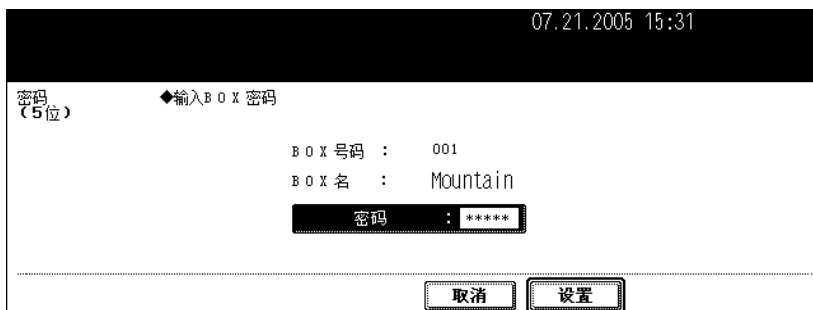 07.21.2005 15:31
密码
(5位)
◆输入BOX 密码
BOX号码 : 001
BOX名 : Mountain
密码 : *****
取消 设置